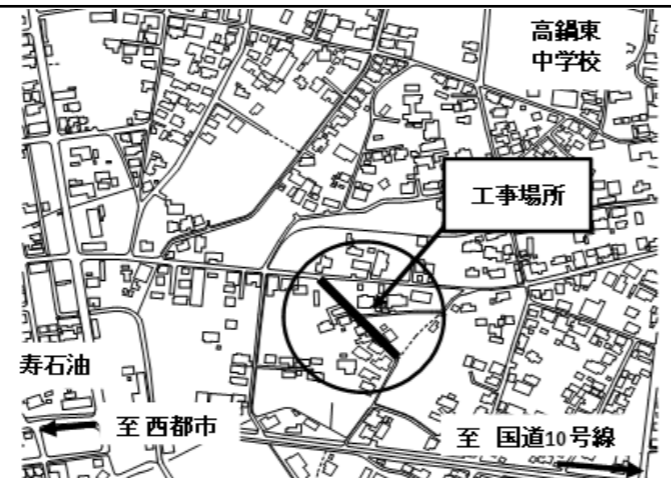 高鍋東
中学校
工事場所
寿石油
至 西都市
至 国道10号線